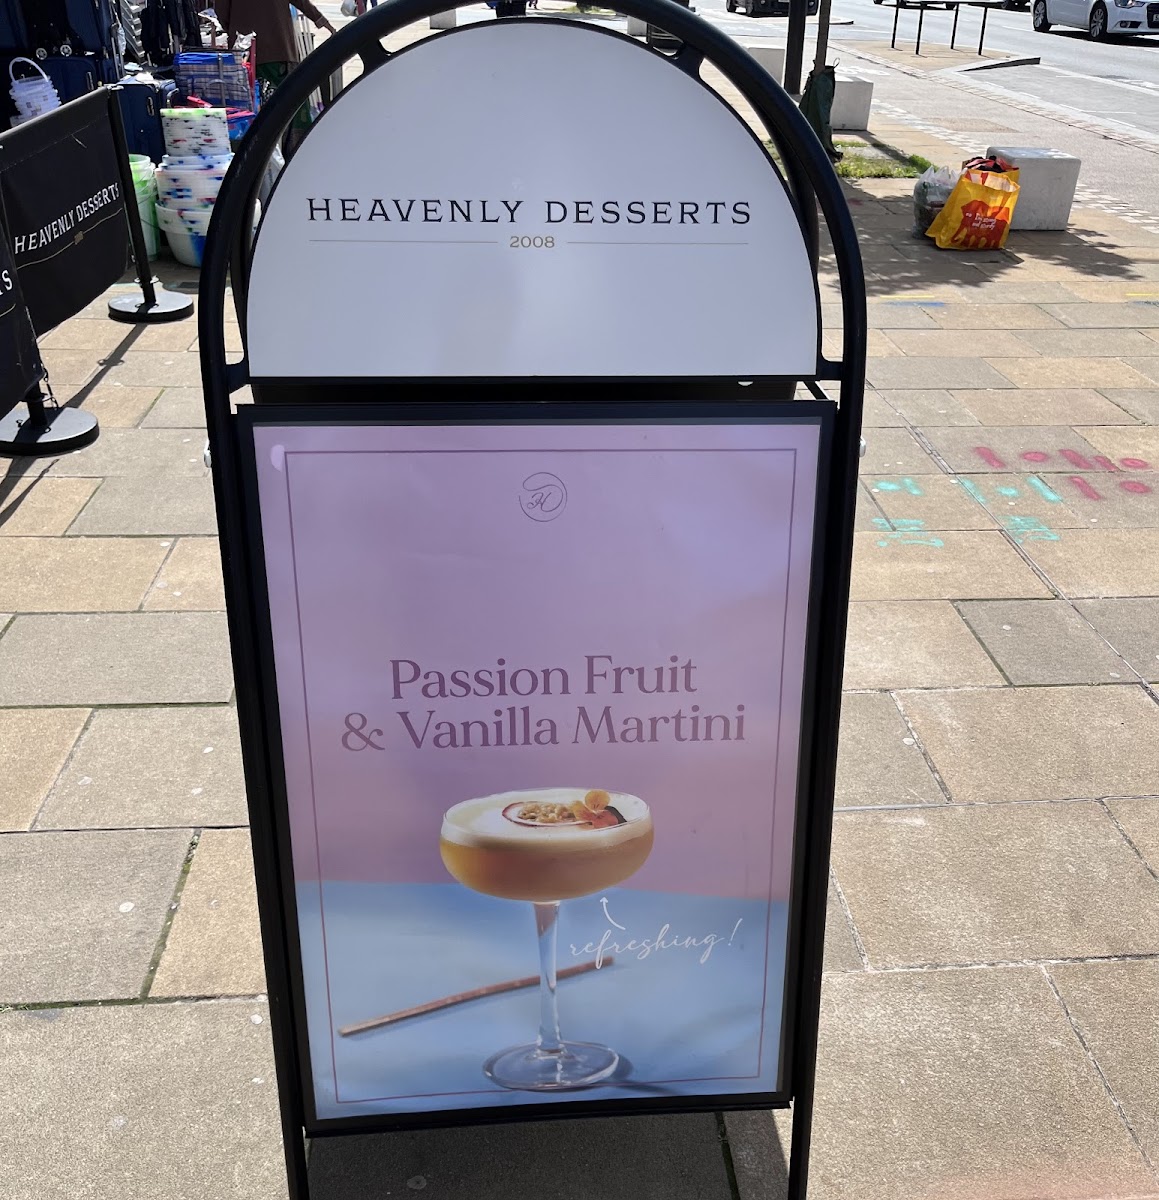 HEAVENLY DESSERTS
2008
Passion Fruit
& Vanilla Martini
refreshing!
HEAVENLY DESSERTS